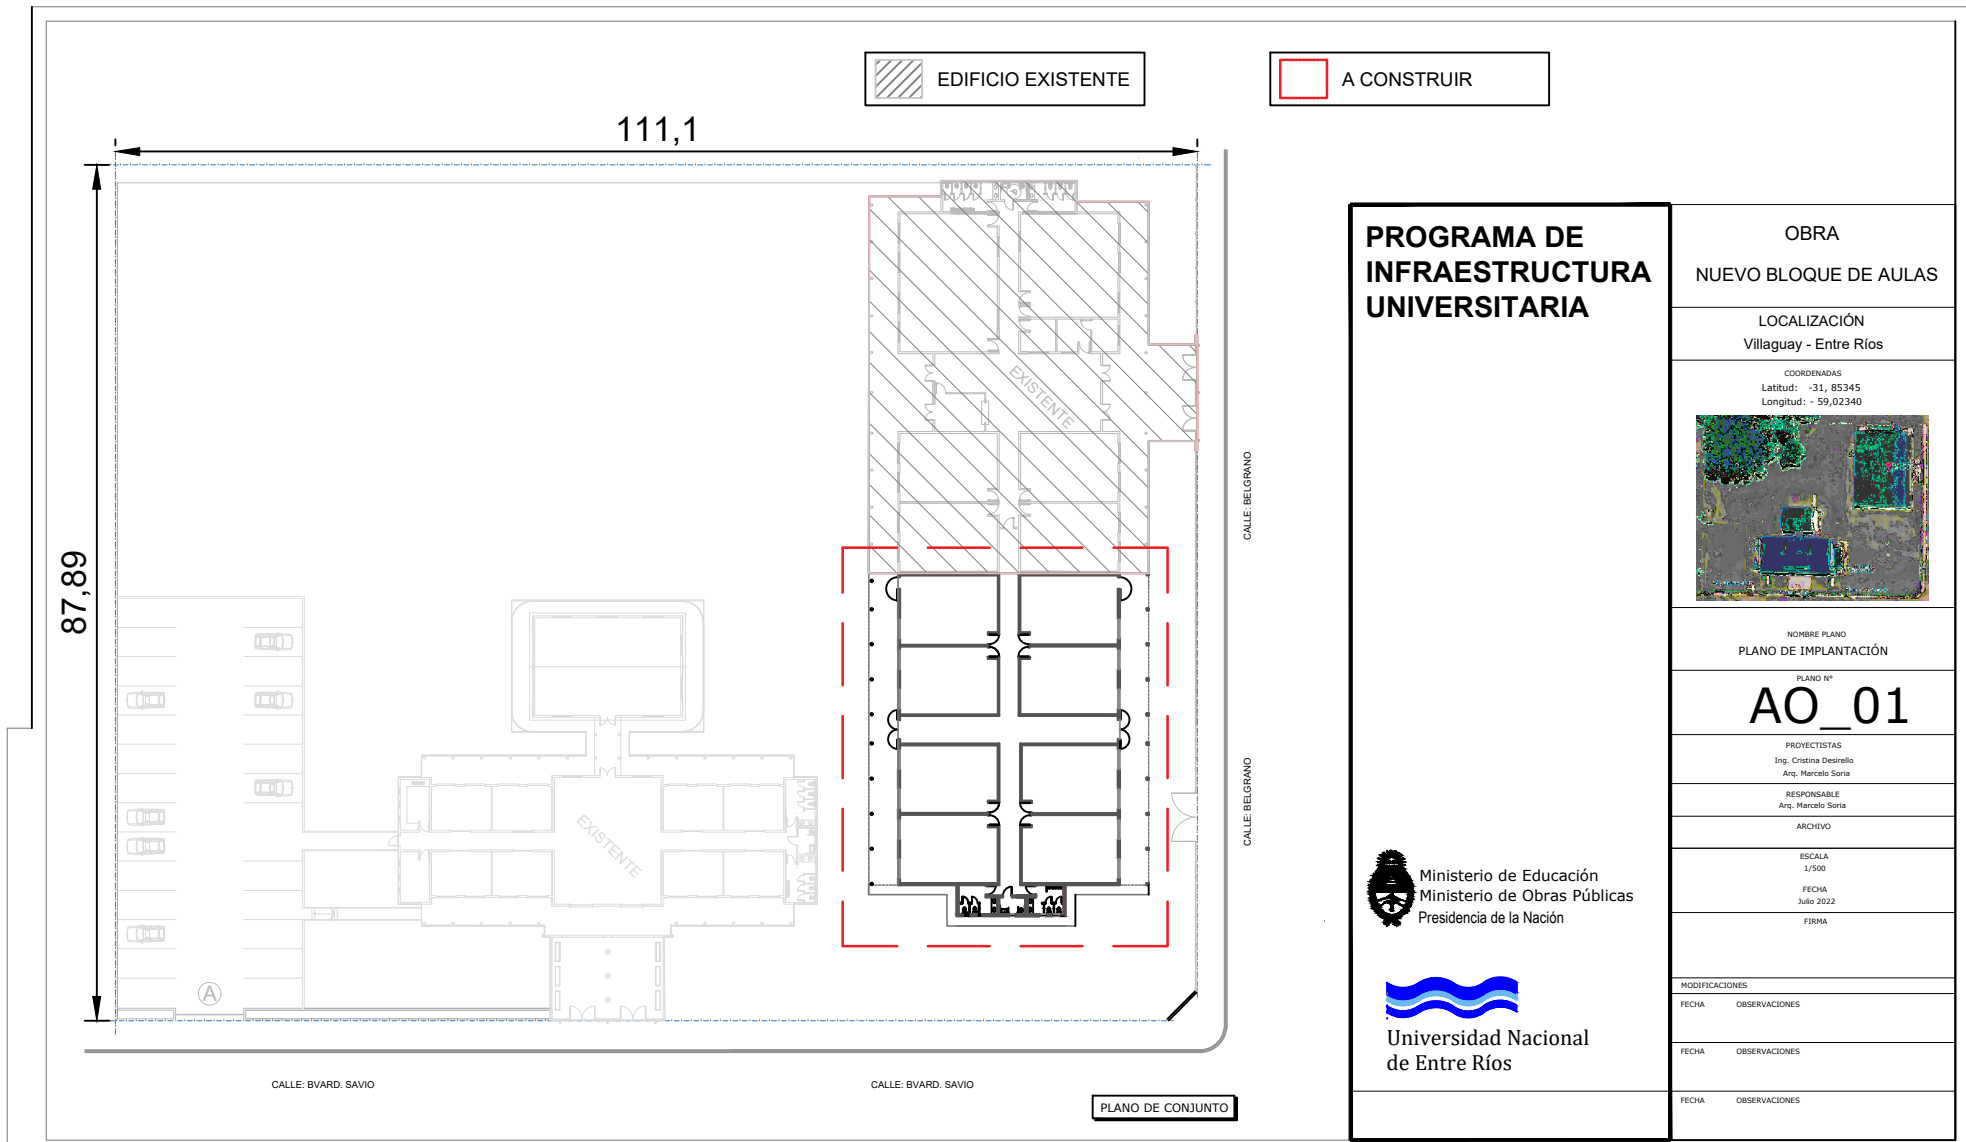 EDIFICIO EXISTENTE
A CONSTRUIR
111,1
87,89
EXISTENTE
EXISTENTE
A
CALLE: BELGRANO
CALLE: BELGRANO
CALLE: BVARD. SAVIO
CALLE: BVARD. SAVIO
PLANO DE CONJUNTO
PROGRAMA DE
INFRAESTRUCTURA
UNIVERSITARIA
Ministerio de Educación
Ministerio de Obras Públicas
Presidencia de la Nación
Universidad Nacional
de Entre Ríos
OBRA
NUEVO BLOQUE DE AULAS
LOCALIZACIÓN
Villaguay - Entre Ríos
COORDENADAS
Latitud: -31, 85345
Longitud: - 59,02340
NOMBRE PLANO
PLANO DE IMPLANTACIÓN
PLANO Nº
AO_01
PROYECTISTAS
Ing. Cristina Desirello
Arq. Marcelo Soria
RESPONSABLE
Arq. Marcelo Soria
ARCHIVO
ESCALA
1/500
FECHA
Julio 2022
FIRMA
MODIFICACIONES
FECHA OBSERVACIONES
FECHA OBSERVACIONES
FECHA OBSERVACIONES